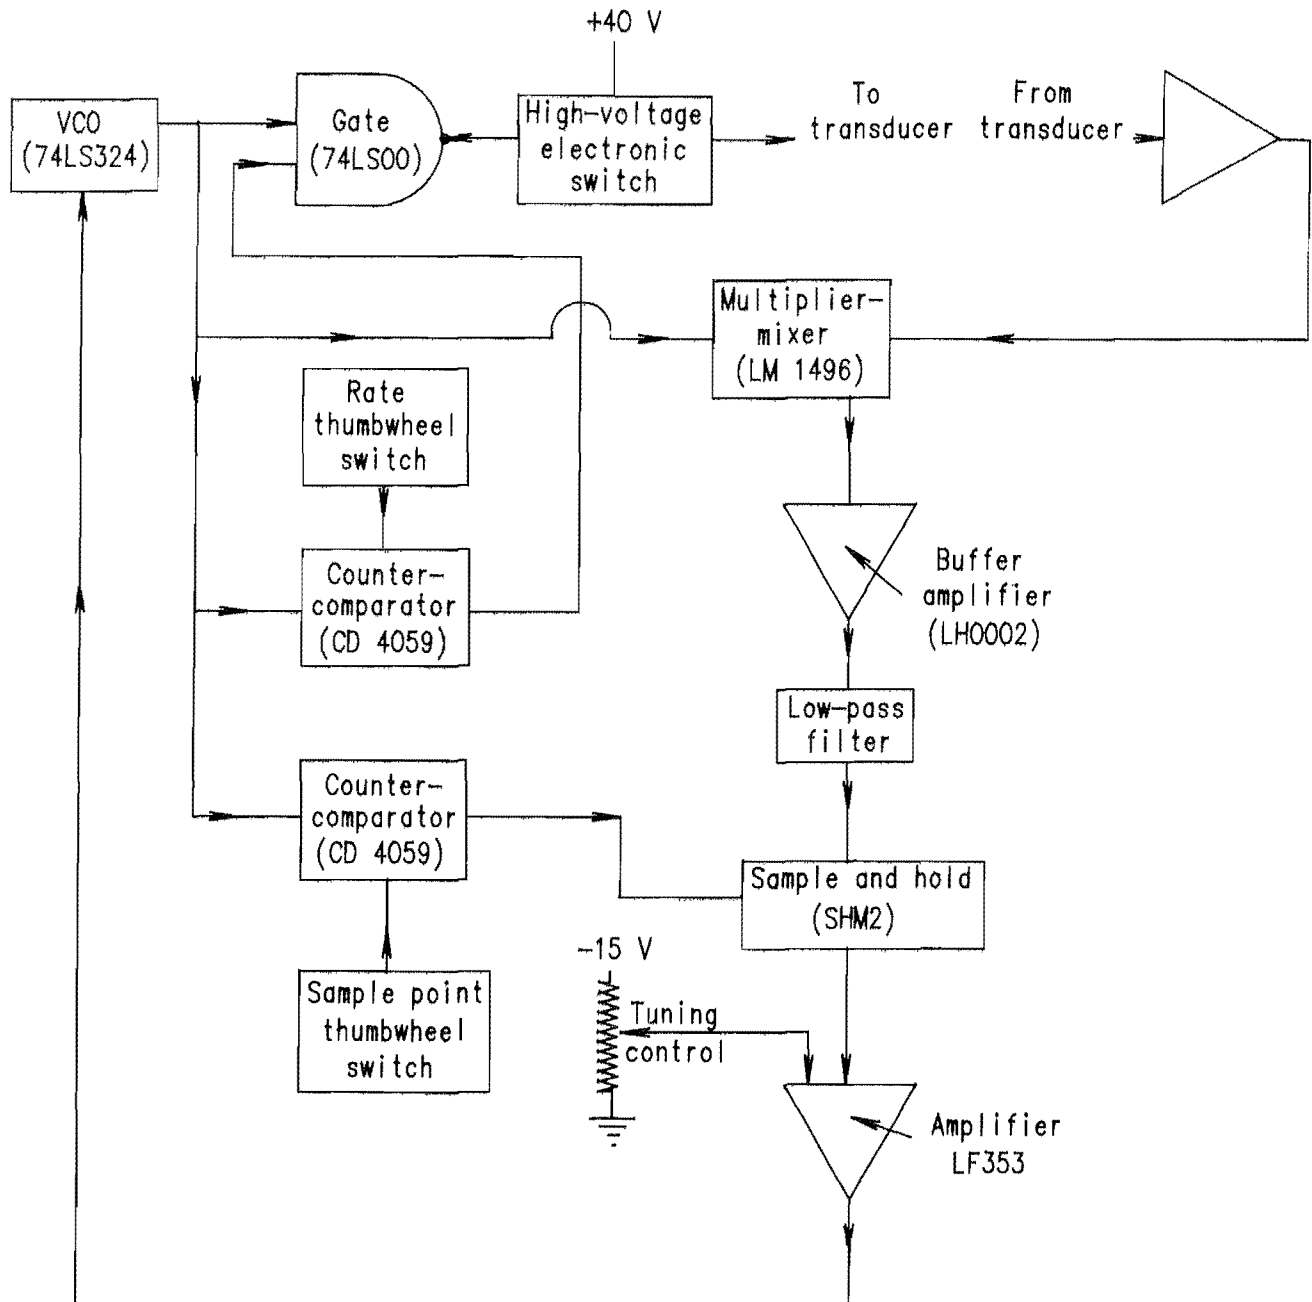 +40 V
VCO
(74LS324)
Gate
(74LS00)
High-voltage
electronic
switch
To
transducer
From
transducer
Multiplier-
mixer
(LM 1496)
Rate
thumbwheel
switch
Counter-
comparator
(CD 4059)
Buffer
amplifier
(LH0002)
Low-pass
filter
Counter-
comparator
(CD 4059)
Sample and hold
(SHM2)
Sample point
thumbwheel
switch
-15 V
Tuning
control
Amplifier
LF353